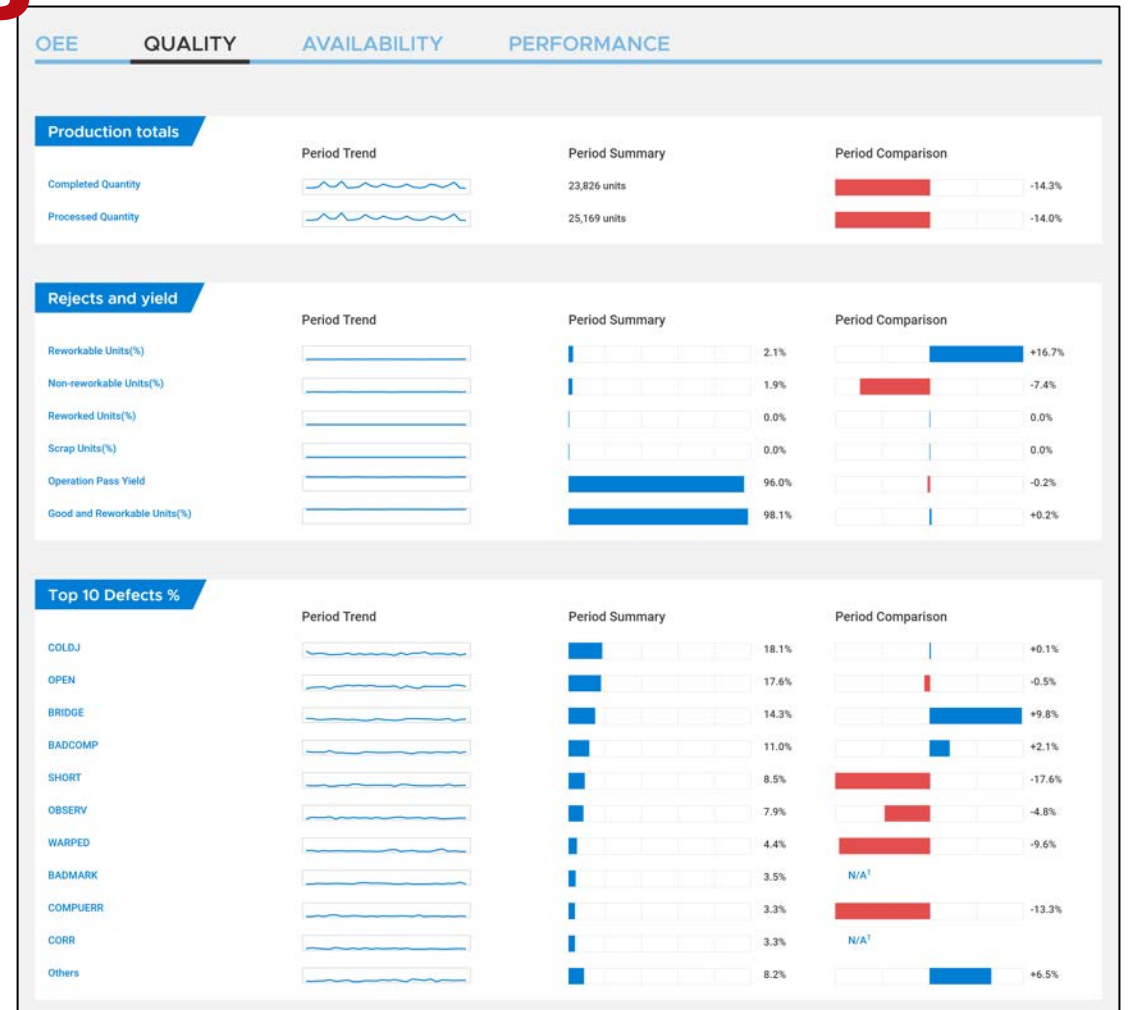 OEE QUALITY AVAILABILITY PERFORMANCE
Production totals
Period Trend Period Summary Period Comparison
Completed Quantity 23,826 units -14.3%
Processed Quantity 25,169 units -14.0%
Rejects and yield
Period Trend Period Summary Period Comparison
Reworkable Units(%) 2.1% +16.7%
Non-reworkable Units(%) 1.9% -7.4%
Reworked Units(%) 0.0% 0.0%
Scrap Units(%) 0.0% 0.0%
Operation Pass Yield 96.0% -0.2%
Good and Reworkable Units(%) 98.1% +0.2%
Top 10 Defects %
Period Trend Period Summary Period Comparison
COLDJ 18.1% +0.1%
OPEN 17.6% -0.5%
BRIDGE 14.3% +9.8%
BADCOMP 11.0% +2.1%
SHORT 8.5% -17.6%
OBSERV 7.9% -4.8%
WARPED 4.4% -9.6%
BADMARK 3.5% N/A¹
COMPUERR 3.3% -13.3%
CORR 3.3% N/A¹
Others 8.2% +6.5%